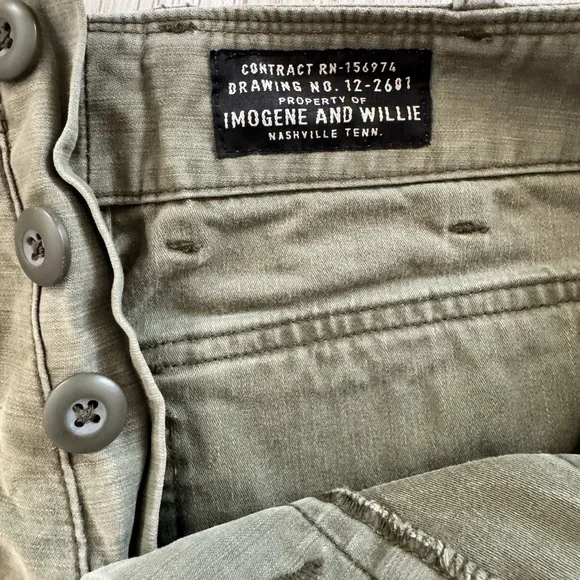 CONTRACT RN-156974
DRAWING NO. 12-2601
PROPERTY OF
IMOGENE AND WILLIE
NASHVILLE TENN.